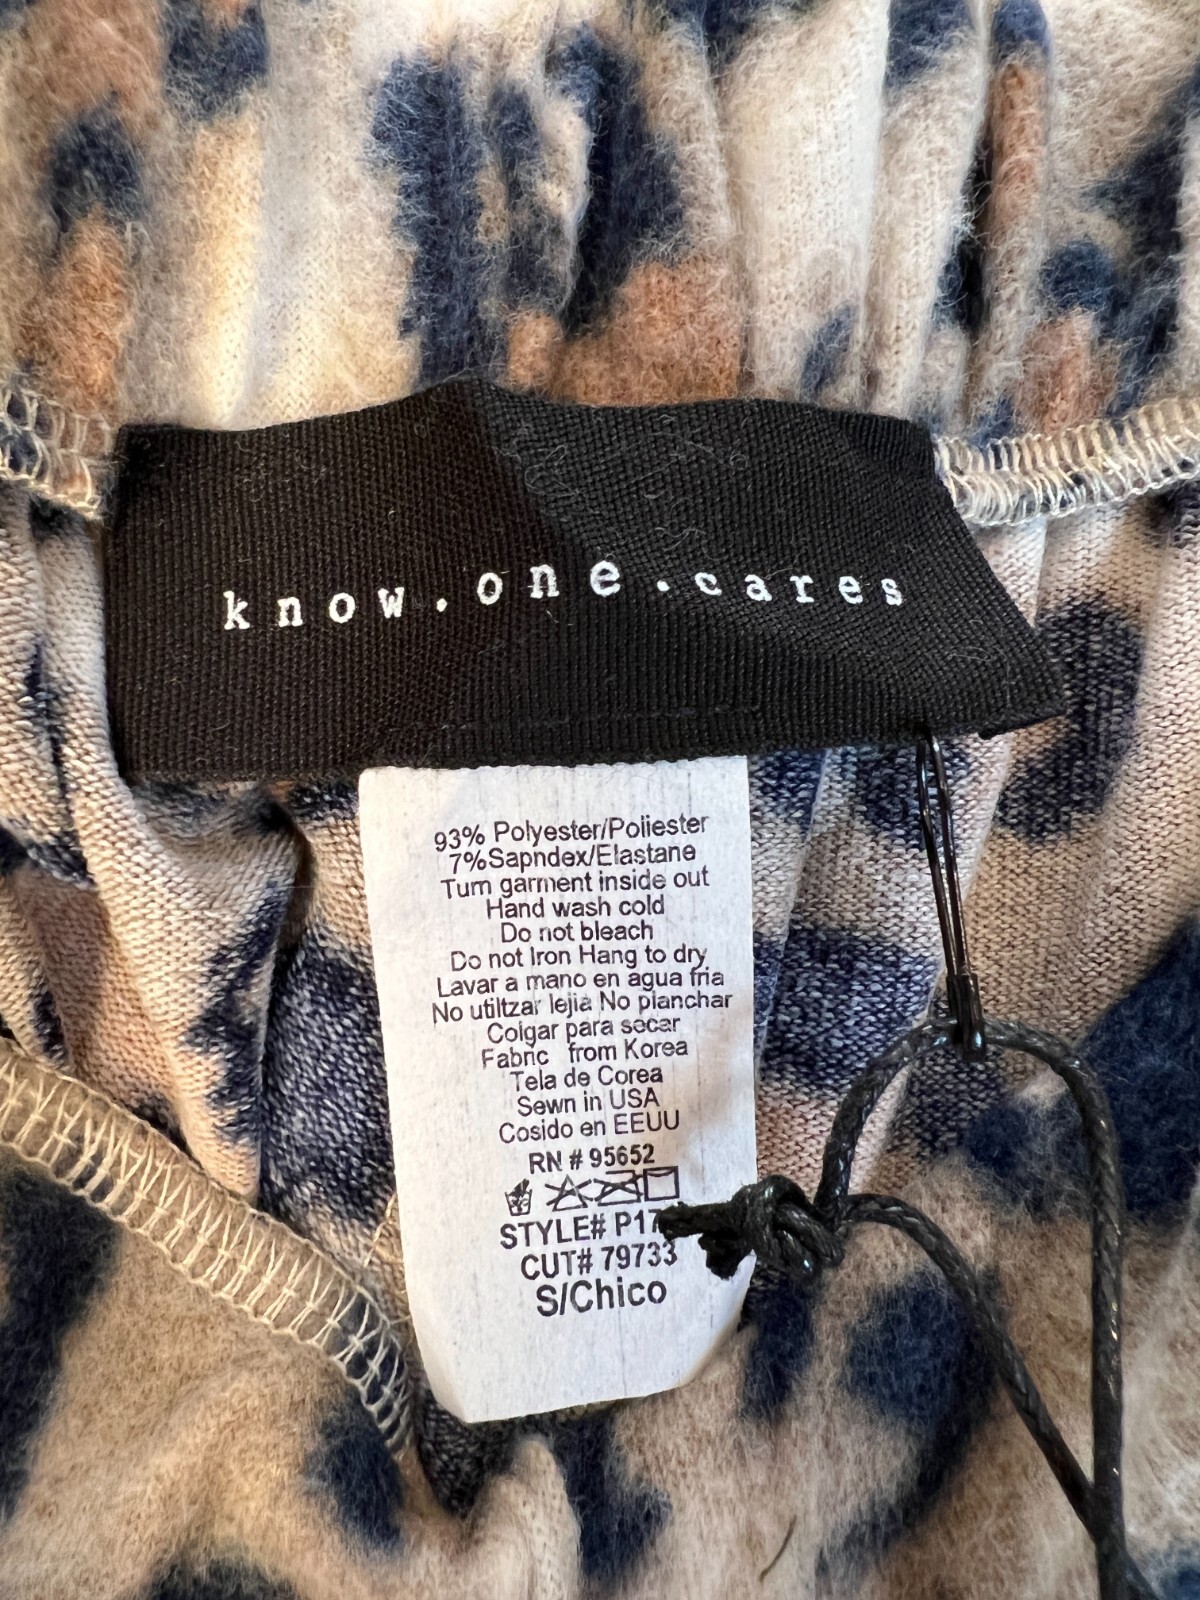 know.one.cares
93% Polyester/Poliester
7%Sapndex/Elastane
Turn garment inside out
Hand wash cold
Do not bleach
Do not Iron Hang to dry
Lavar a mano en agua fria
No utiltzar lejia No planchar
Colgar para secar
Fabric from Korea
Tela de Corea
Sewn in USA
Cosido en EEUU
RN # 95652
STYLE#
CUT# 79733
S/Chico